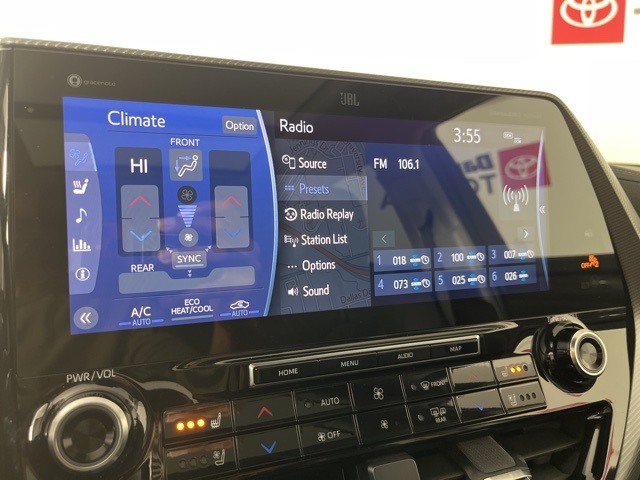 gracenote
JBL
Climate
Option
FRONT
HI
SYNC
REAR
A/C
AUTO
ECO
HEAT/COOL
AUTO
Radio
3:55
Source
FM 106.1
Presets
Radio Replay
Station List
Options
Sound
1 018
2 100
3 007
4 073
5 025
6 026
HOME
MENU
AUDIO
MAP
PWR/VOL
AUTO
FRONT
OFF
REAR